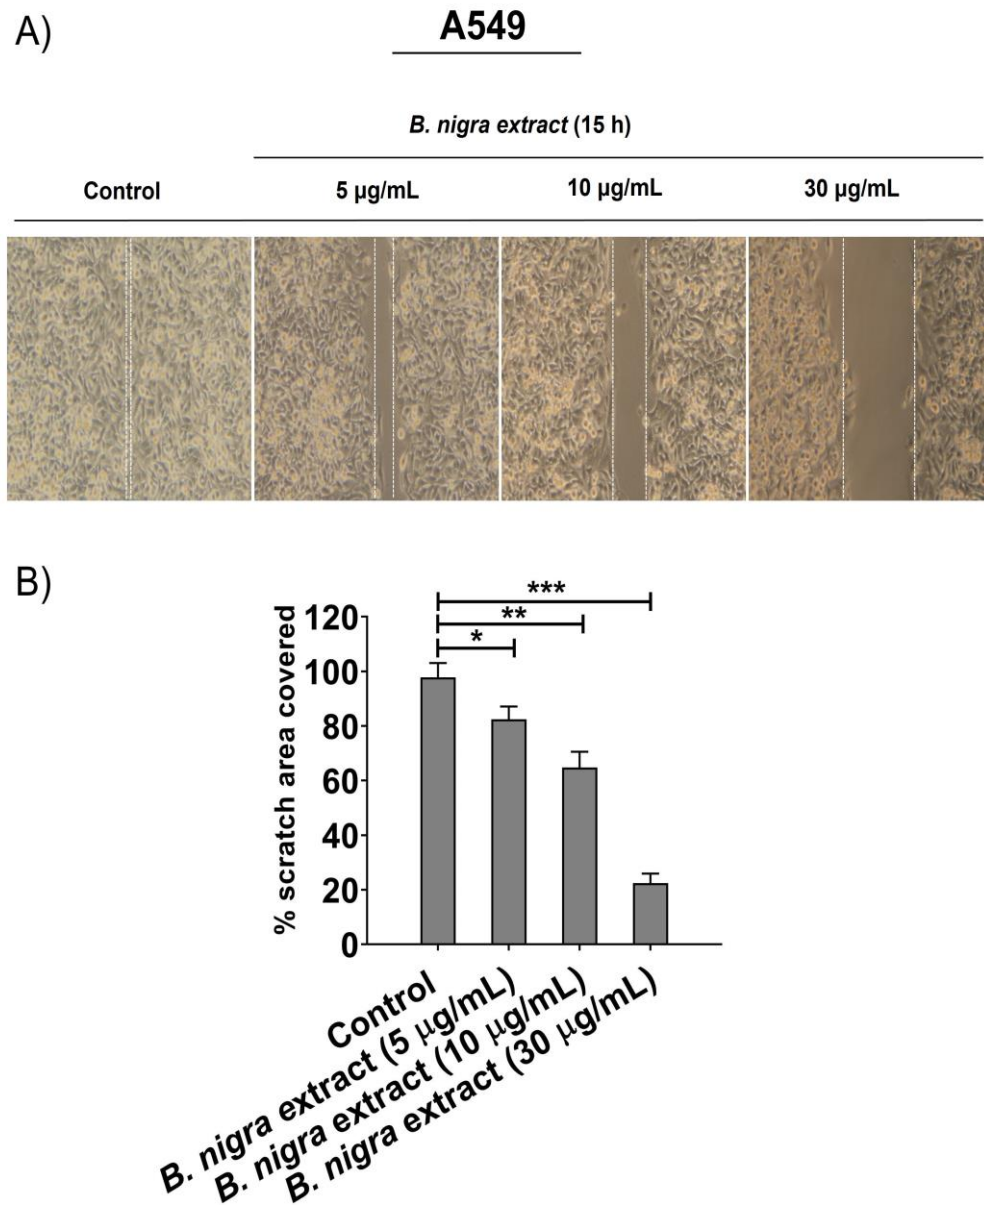 A)
A549
B. nigra extract (15 h)
Control
5 µg/mL
10 µg/mL
30 µg/mL
B)
***
**
*
% scratch area covered
120
100
80
60
40
20
0
Control
B. nigra extract (5 µg/mL)
B. nigra extract (10 µg/mL)
B. nigra extract (30 µg/mL)